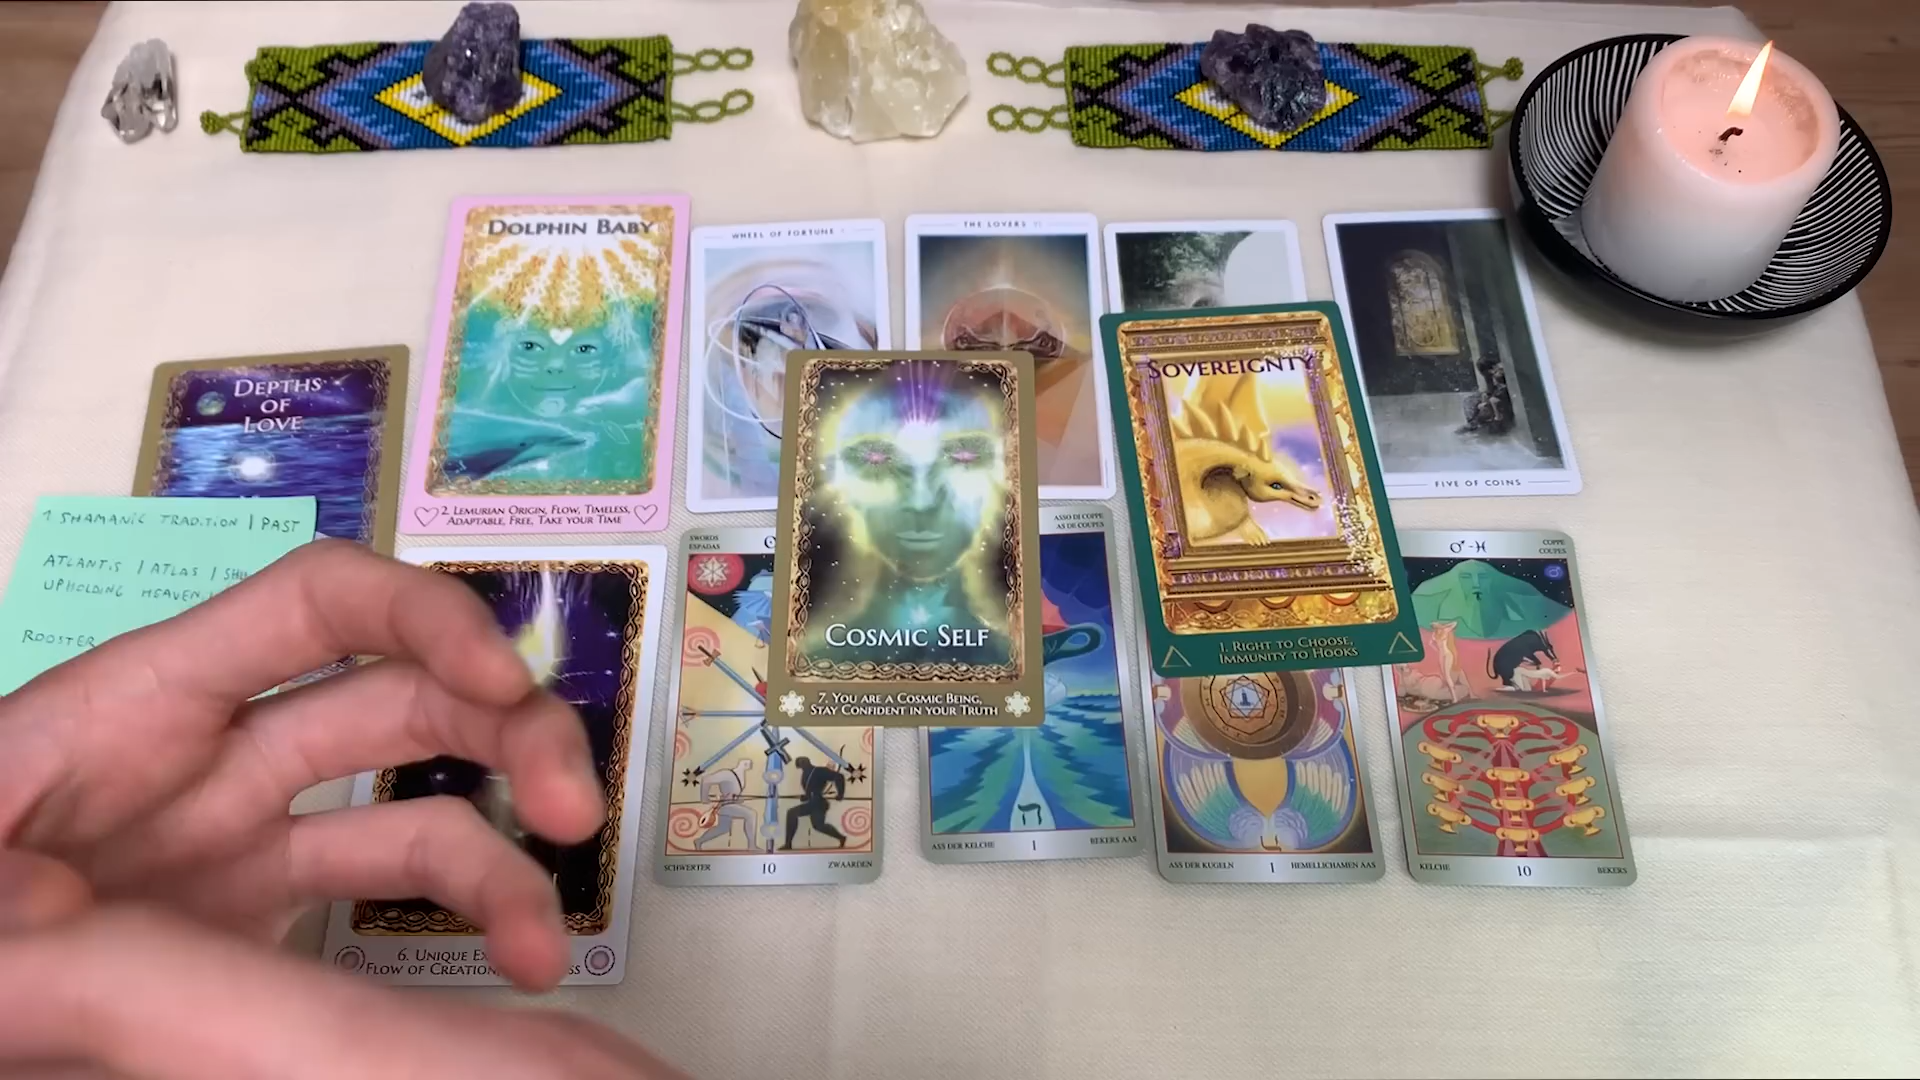 DOLPHIN BABY
2. LEMURIAN ORIGIN, FLOW, TIMELESS,
ADAPTABLE, FREE, TAKE YOUR TIME
WHEEL OF FORTUNE
THE LOVERS VI
FIVE OF COINS
DEPTHS
OF
LOVE
SOVEREIGNTY
1. RIGHT TO CHOOSE,
IMMUNITY TO HOOKS
COSMIC SELF
7. YOU ARE A COSMIC BEING,
STAY CONFIDENT IN YOUR TRUTH
1 SHAMANIC TRADITION | PAST
ATLANTIS | ATLAS |
UPHOLDING HEAVEN
ROOSTER
6. UNIQUE
FLOW OF CREATION
SWORDS
ESPADAS
SCHWERTER 10 ZWAARDEN
ASSO DI COPPE
AS DE COUPES
ה
ASS DER KELCHE 1 BEKERS AAS
ASS DER KUGELN 1 HEMELLICHAMEN AAS
♂-♓
COPPE
COUPES
KELCHE 10 BEKERS